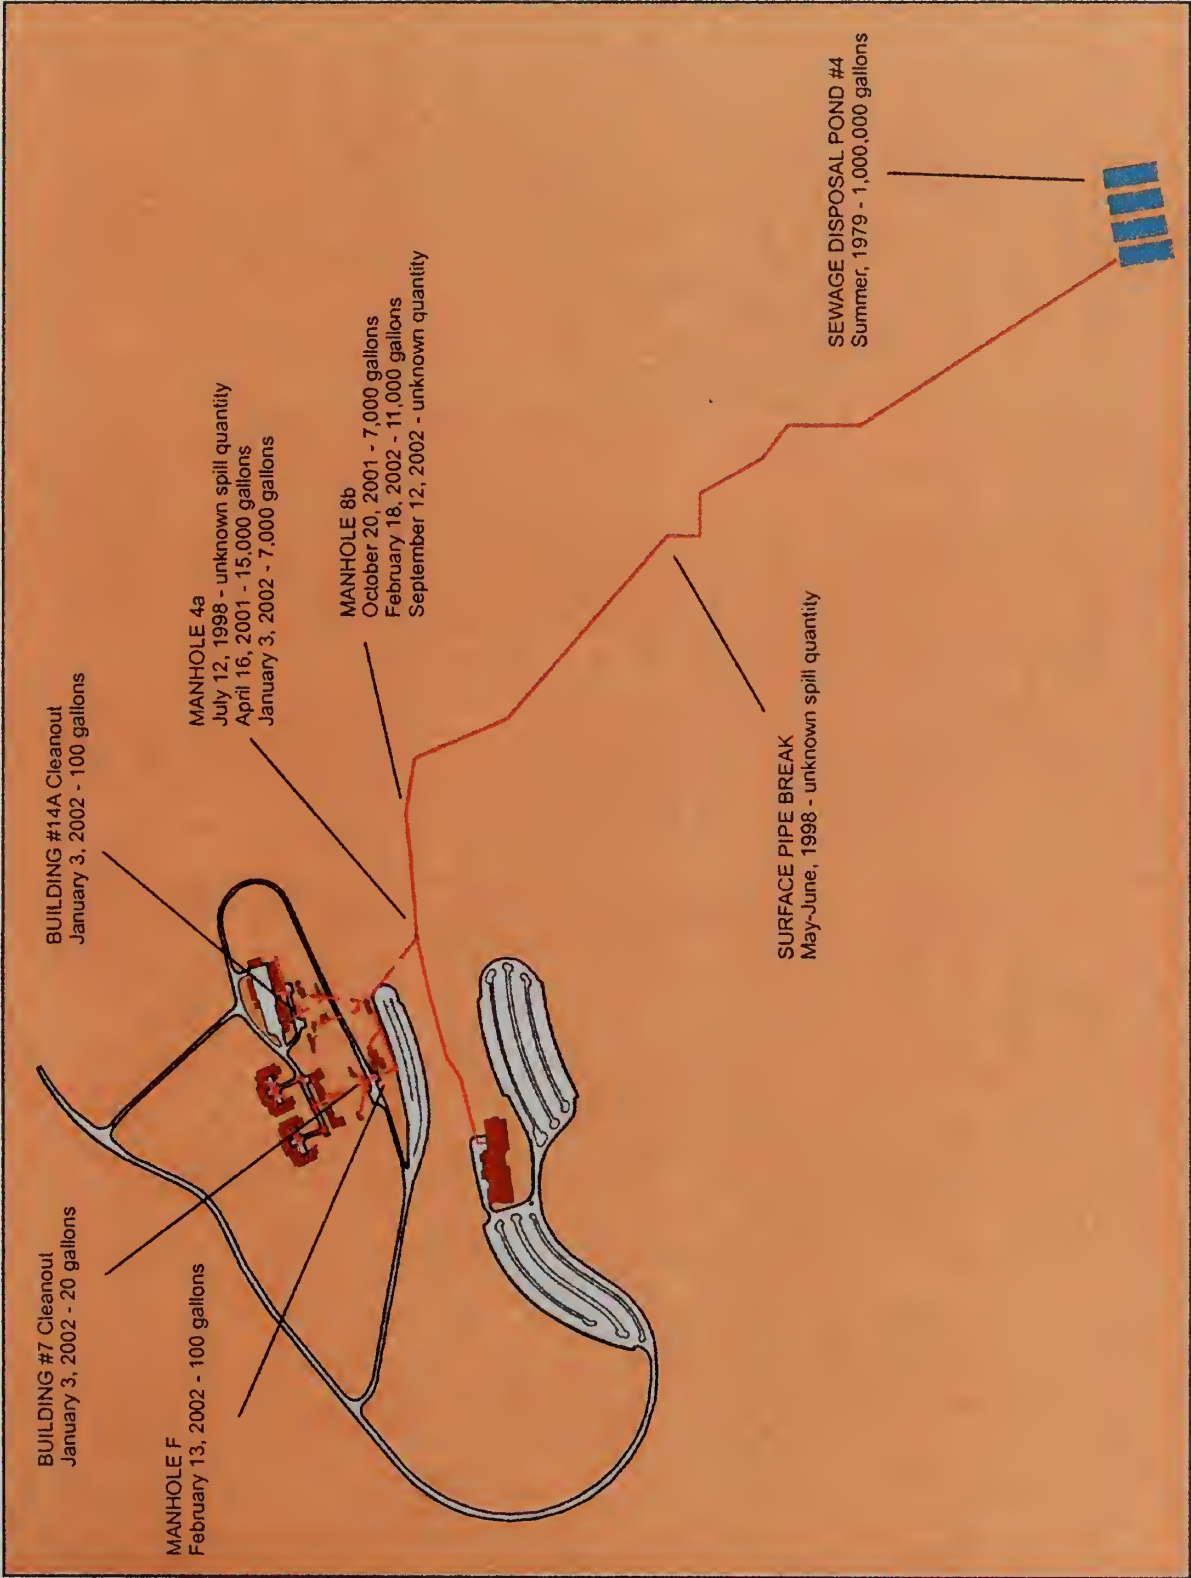 BUILDING #7 Cleanout
January 3, 2002 - 20 gallons
MANHOLE F
February 13, 2002 - 100 gallons
BUILDING #14A Cleanout
January 3, 2002 - 100 gallons
MANHOLE 4a
July 12, 1998 - unknown spill quantity
April 16, 2001 - 15,000 gallons
January 3, 2002 - 7,000 gallons
MANHOLE 8b
October 20, 2001 - 7,000 gallons
February 18, 2002 - 11,000 gallons
September 12, 2002 - unknown quantity
SURFACE PIPE BREAK
May-June, 1998 - unknown spill quantity
SEWAGE DISPOSAL POND #4
Summer, 1979 - 1,000,000 gallons